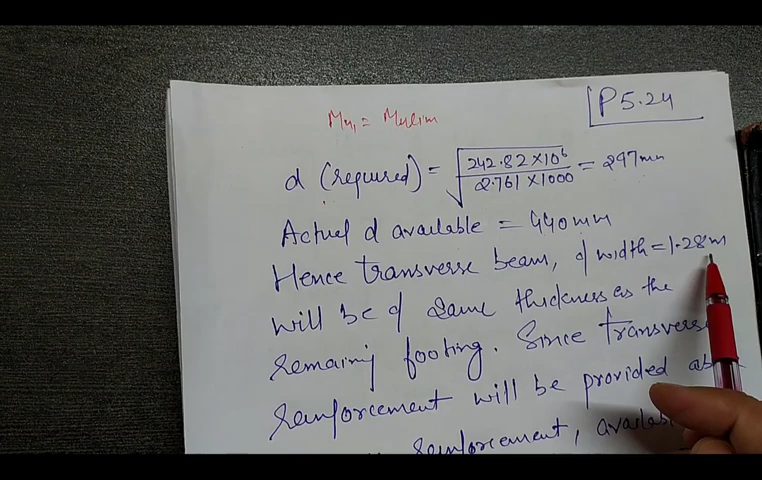 P5.24
Mu₁ = Mulim
d (required) = √(242.82×10⁶ / 2.761×1000) = 297mm
Actual d available = 440mm
Hence transverse beam, of width = 1.28m
will be of same thickness as the
remaining footing. Since transverse
reinforcement will be provided
reinforcement,